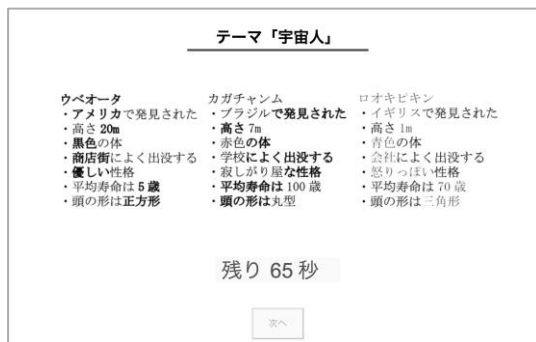 テーマ「宇宙人」
ウベオータ
・アメリカで発見された
・高さ 20m
・黒色の体
・商店街によく出没する
・優しい性格
・平均寿命は 5 歳
・頭の形は正方形
カガチャンム
・ブラジルで発見された
・高さ 7m
・赤色の体
・学校によく出没する
・寂しがり屋な性格
・平均寿命は 100 歳
・頭の形は丸型
ロオキピキン
・イギリスで発見された
・高さ 1m
・青色の体
・会社によく出没する
・怒りっぽい性格
・平均寿命は 70 歳
・頭の形は三角形
残り 65 秒
次へ